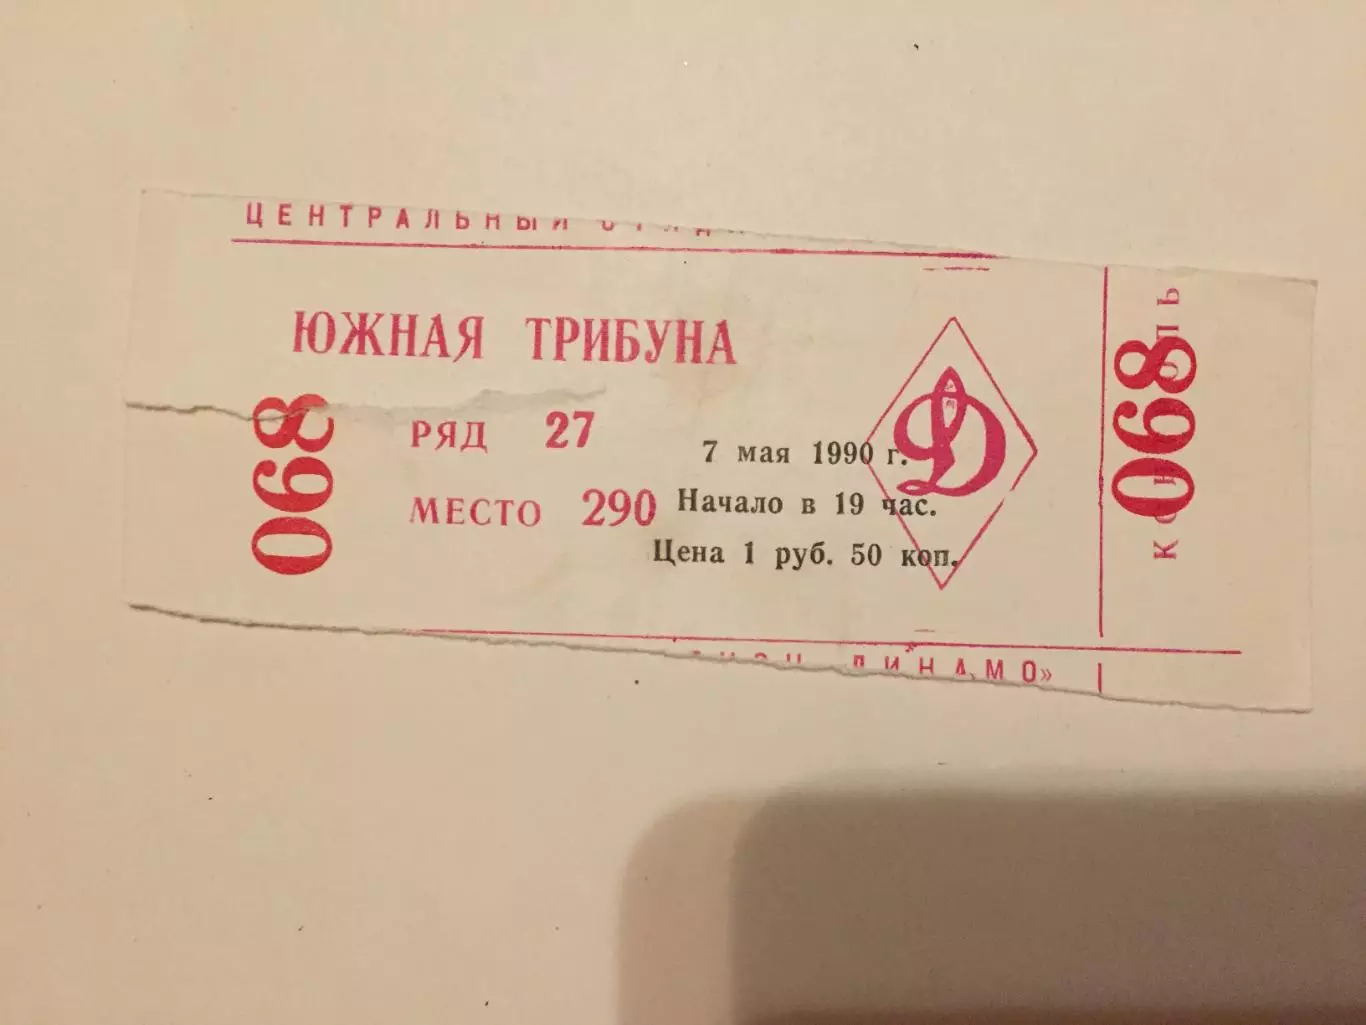 ЦЕНТРАЛЬНЫЙ СТАД
ЮЖНАЯ ТРИБУНА
068
РЯД 27
МЕСТО 290
7 мая 1990 г.
Начало в 19 час.
Цена 1 руб. 50 коп.
Д
068
ДИНАМО»